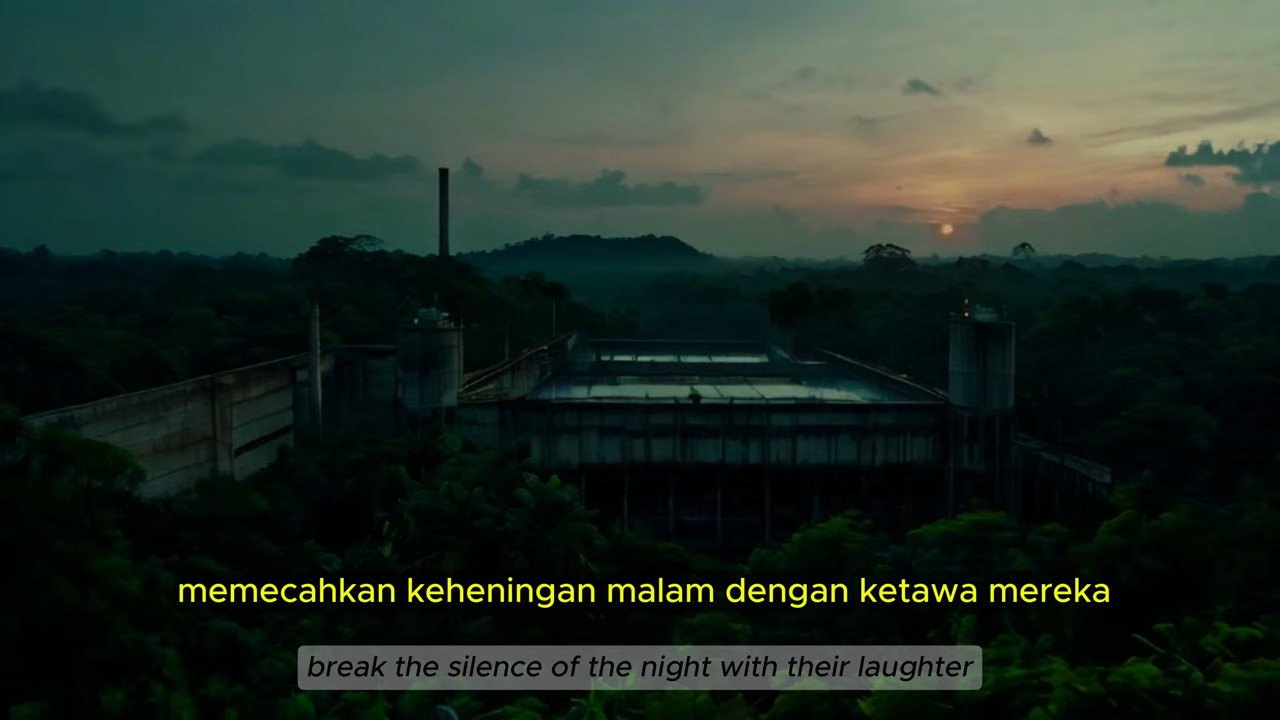 memecahkan keheningan malam dengan ketawa mereka
break the silence of the night with their laughter